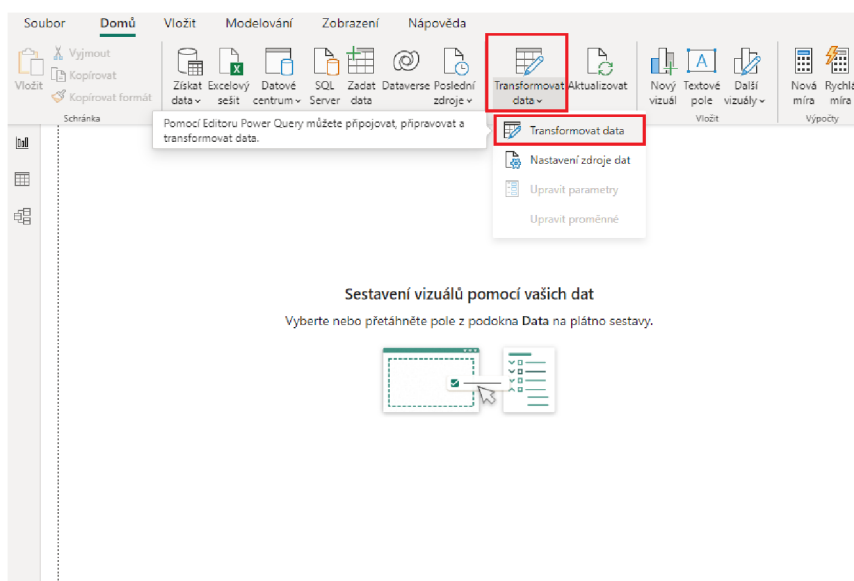 Soubor Domů Vložit Modelování Zobrazení Nápověda
Vložit
Vyjmout
Kopírovat
Kopírovat formát
Schránka
Získat data
Excelový sešit
Datové centrum
SQL Server
Zadat data
Dataverse
Poslední zdroje
Transformovat data
Aktualizovat
Nový vizuál
Textové pole
Další vizuály
Vložit
Nová míra
Rychlá míra
Výpočty
Pomocí Editoru Power Query můžete připojovat, připravovat a
transformovat data.
Transformovat data
Nastavení zdroje dat
Upravit parametry
Upravit proměnné
Sestavení vizuálů pomocí vašich dat
Vyberte nebo přetáhněte pole z podokna Data na plátno sestavy.